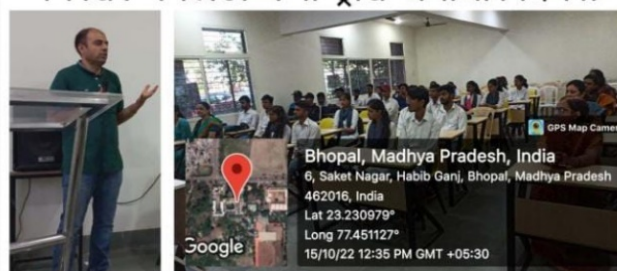 GPS Map Camer
Bhopal, Madhya Pradesh, India
6, Saket Nagar, Habib Ganj, Bhopal, Madhya Pradesh
462016, India
Lat 23.230979°
Long 77.451127°
15/10/22 12:35 PM GMT +05:30
Google